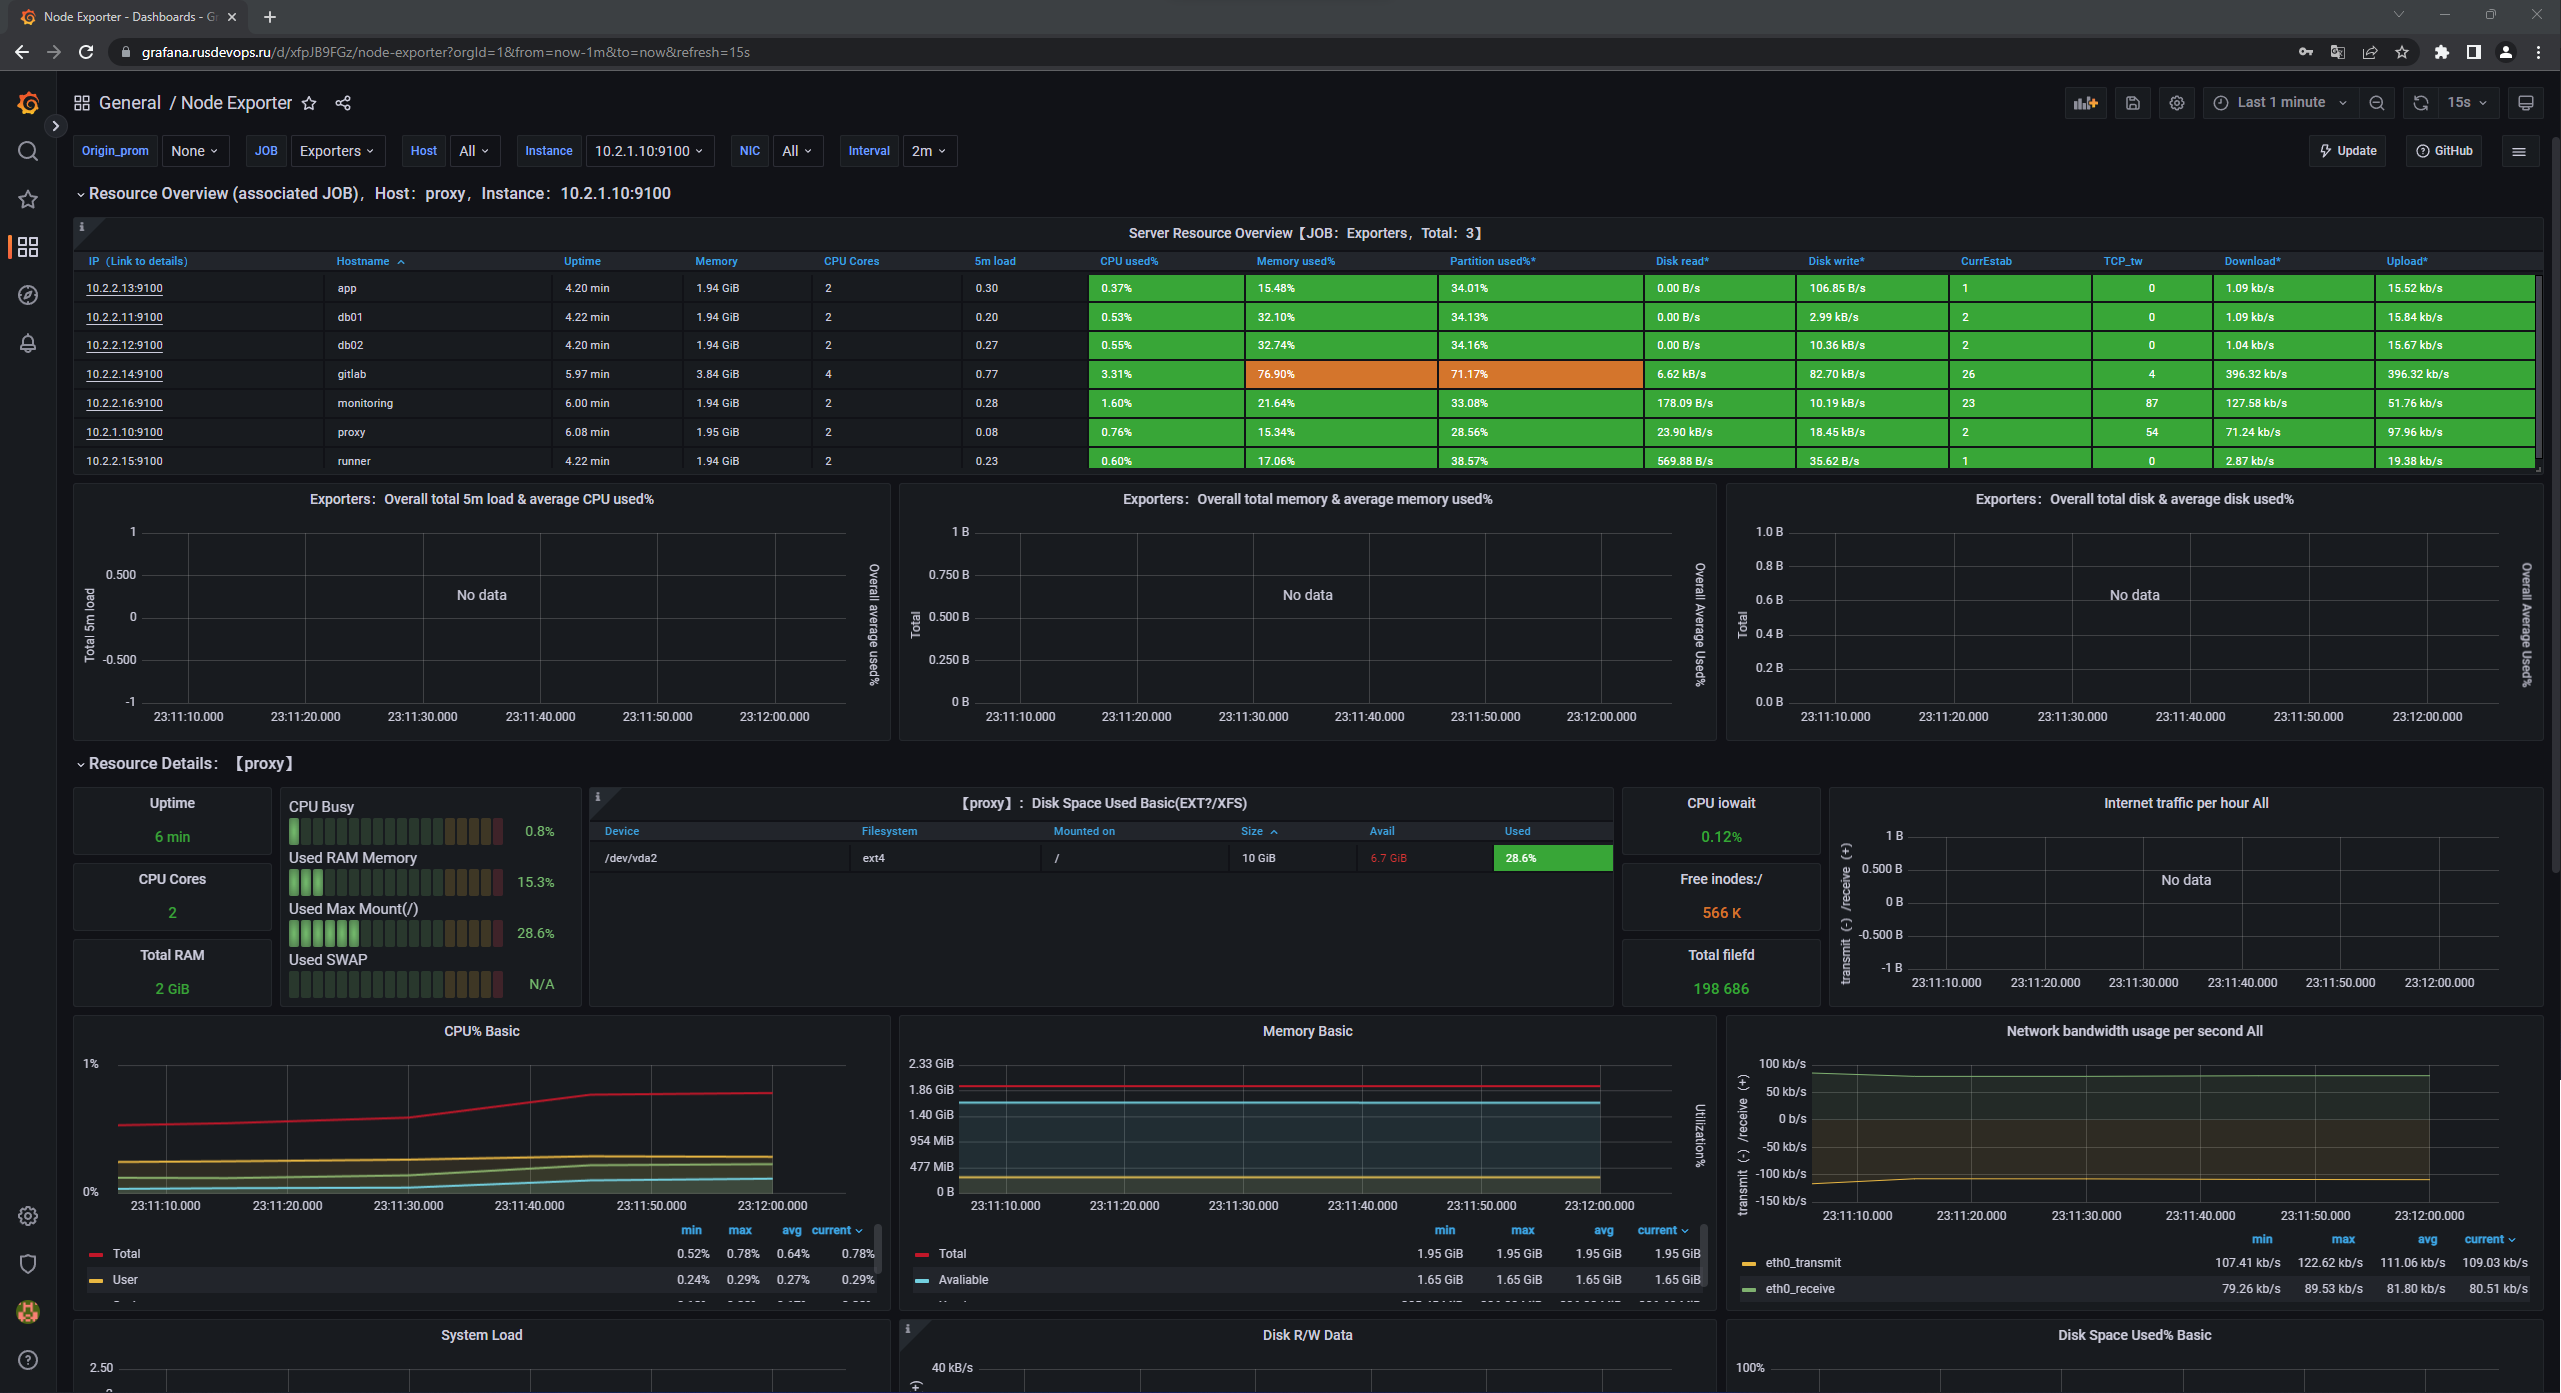 Node Exporter - Dashboards - Gr
grafana.rusdevops.ru/d/xfpJB9FGz/node-exporter?orgId=1&from=now-1m&to=now&refresh=15s
General / Node Exporter
Last 1 minute
15s
Origin_prom None JOB Exporters Host All Instance 10.2.1.10:9100 NIC All Interval 2m Update GitHub
Resource Overview (associated JOB)，Host：proxy，Instance：10.2.1.10:9100
Server Resource Overview【JOB：Exporters，Total：3】
IP（Link to details） Hostname Uptime Memory CPU Cores 5m load CPU used% Memory used% Partition used%* Disk read* Disk write* CurrEstab TCP_tw Download* Upload*
10.2.2.13:9100 app 4.20 min 1.94 GiB 2 0.30 0.37% 15.48% 34.01% 0.00 B/s 106.85 B/s 1 0 1.09 kb/s 15.52 kb/s
10.2.2.11:9100 db01 4.22 min 1.94 GiB 2 0.20 0.53% 32.10% 34.13% 0.00 B/s 2.99 kB/s 2 0 1.09 kb/s 15.84 kb/s
10.2.2.12:9100 db02 4.20 min 1.94 GiB 2 0.27 0.55% 32.74% 34.16% 0.00 B/s 10.36 kB/s 2 0 1.04 kb/s 15.67 kb/s
10.2.2.14:9100 gitlab 5.97 min 3.84 GiB 4 0.77 3.31% 76.90% 71.17% 6.62 kB/s 82.70 kB/s 26 4 396.32 kb/s 396.32 kb/s
10.2.2.16:9100 monitoring 6.00 min 1.94 GiB 2 0.28 1.60% 21.64% 33.08% 178.09 B/s 10.19 kB/s 23 87 127.58 kb/s 51.76 kb/s
10.2.1.10:9100 proxy 6.08 min 1.95 GiB 2 0.08 0.76% 15.34% 28.56% 23.90 kB/s 18.45 kB/s 2 54 71.24 kb/s 97.96 kb/s
10.2.2.15:9100 runner 4.22 min 1.94 GiB 2 0.23 0.60% 17.06% 38.57% 569.88 B/s 35.62 B/s 1 0 2.87 kb/s 19.38 kb/s
Exporters：Overall total 5m load & average CPU used%
Total 5m load
1
0.500
0
-0.500
-1
No data
Overall average used%
23:11:10.000 23:11:20.000 23:11:30.000 23:11:40.000 23:11:50.000 23:12:00.000
Exporters：Overall total memory & average memory used%
Total
1 B
0.750 B
0.500 B
0.250 B
0 B
No data
Overall Average Used%
23:11:10.000 23:11:20.000 23:11:30.000 23:11:40.000 23:11:50.000 23:12:00.000
Exporters：Overall total disk & average disk used%
Total
1.0 B
0.8 B
0.6 B
0.4 B
0.2 B
0.0 B
No data
Overall Average Used%
23:11:10.000 23:11:20.000 23:11:30.000 23:11:40.000 23:11:50.000 23:12:00.000
Resource Details：【proxy】
Uptime
6 min
CPU Cores
2
Total RAM
2 GiB
CPU Busy
0.8%
Used RAM Memory
15.3%
Used Max Mount(/)
28.6%
Used SWAP
N/A
【proxy】：Disk Space Used Basic(EXT?/XFS)
Device Filesystem Mounted on Size Avail Used
/dev/vda2 ext4 / 10 GiB 6.7 GiB 28.6%
CPU iowait
0.12%
Free inodes:/
566 K
Total filefd
198 686
Internet traffic per hour All
transmit（-）/receive（+）
1 B
0.500 B
0 B
-0.500 B
-1 B
No data
23:11:10.000 23:11:20.000 23:11:30.000 23:11:40.000 23:11:50.000 23:12:00.000
CPU% Basic
1%
0%
23:11:10.000 23:11:20.000 23:11:30.000 23:11:40.000 23:11:50.000 23:12:00.000
min max avg current
Total 0.52% 0.78% 0.64% 0.78%
User 0.24% 0.29% 0.27% 0.29%
Memory Basic
2.33 GiB
1.86 GiB
1.40 GiB
954 MiB
477 MiB
0 B
Utilization%
23:11:10.000 23:11:20.000 23:11:30.000 23:11:40.000 23:11:50.000 23:12:00.000
min max avg current
Total 1.95 GiB 1.95 GiB 1.95 GiB 1.95 GiB
Avaliable 1.65 GiB 1.65 GiB 1.65 GiB 1.65 GiB
Network bandwidth usage per second All
transmit（-）/receive（+）
100 kb/s
50 kb/s
0 b/s
-50 kb/s
-100 kb/s
-150 kb/s
23:11:10.000 23:11:20.000 23:11:30.000 23:11:40.000 23:11:50.000 23:12:00.000
min max avg current
eth0_transmit 107.41 kb/s 122.62 kb/s 111.06 kb/s 109.03 kb/s
eth0_receive 79.26 kb/s 89.53 kb/s 81.80 kb/s 80.51 kb/s
System Load
2.50
Disk R/W Data
40 kB/s
Disk Space Used% Basic
100%